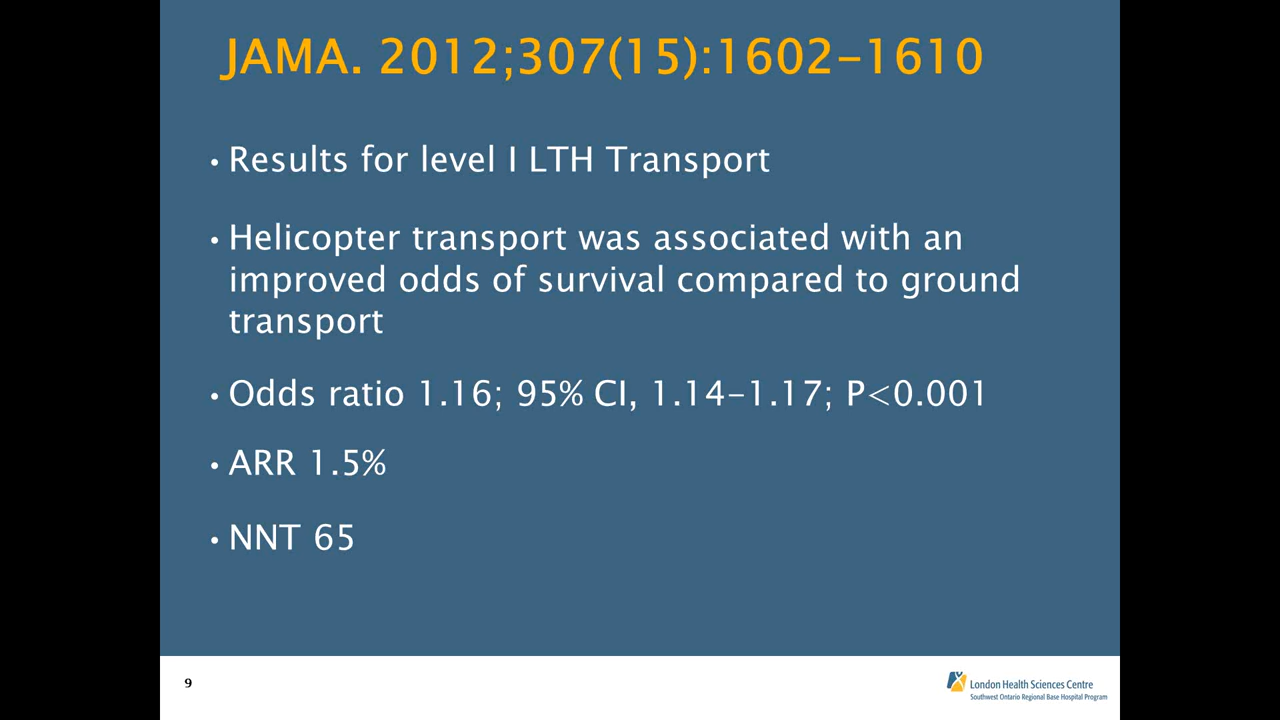 JAMA. 2012;307(15):1602-1610
• Results for level I LTH Transport
• Helicopter transport was associated with an
improved odds of survival compared to ground
transport
• Odds ratio 1.16; 95% CI, 1.14-1.17; P<0.001
• ARR 1.5%
• NNT 65
9
London Health Sciences Centre
Southwest Ontario Regional Base Hospital Program